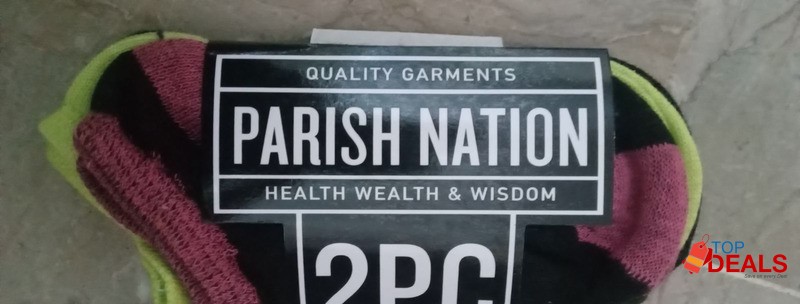 QUALITY GARMENTS
PARISH NATION
HEALTH WEALTH & WISDOM
2PC
TOP
DEALS